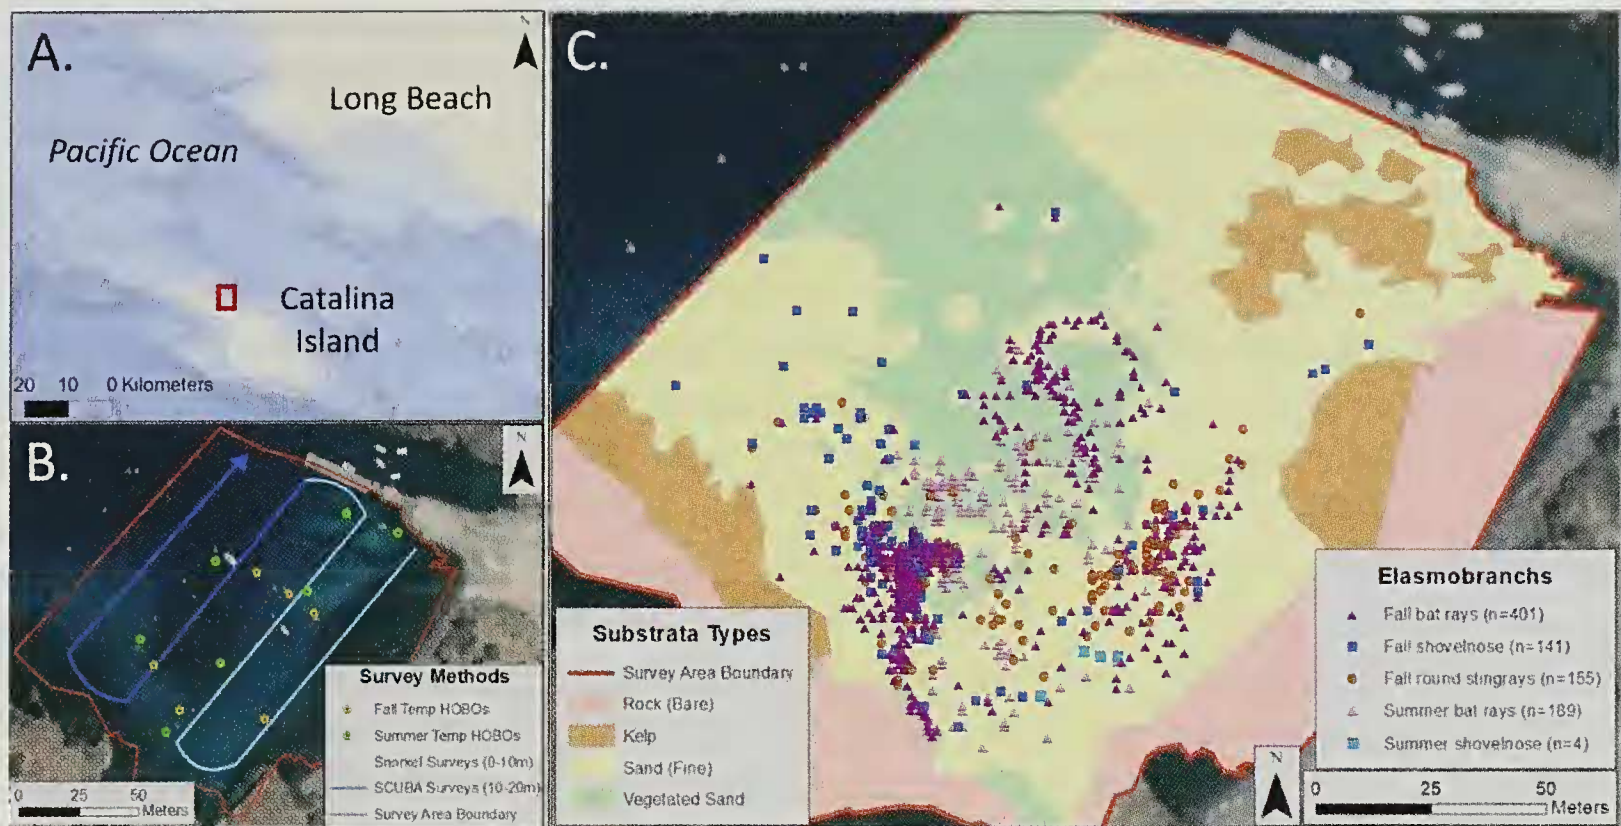 A.
N
Long Beach
Pacific Ocean
Catalina
Island
20 10 0 Kilometers
B.
N
Survey Methods
Fall Temp HOBOs
Summer Temp HOBOs
Snorkel Surveys (0-10m)
SCUBA Surveys (10-20m)
Survey Area Boundary
0 25 50
Meters
C.
Substrata Types
Survey Area Boundary
Rock (Bare)
Kelp
Sand (Fine)
Vegetated Sand
Elasmobranchs
Fall bat rays (n=401)
Fall shovelnose (n=141)
Fall round stingrays (n=155)
Summer bat rays (n=189)
Summer shovelnose (n=4)
N
0 25 50
Meters